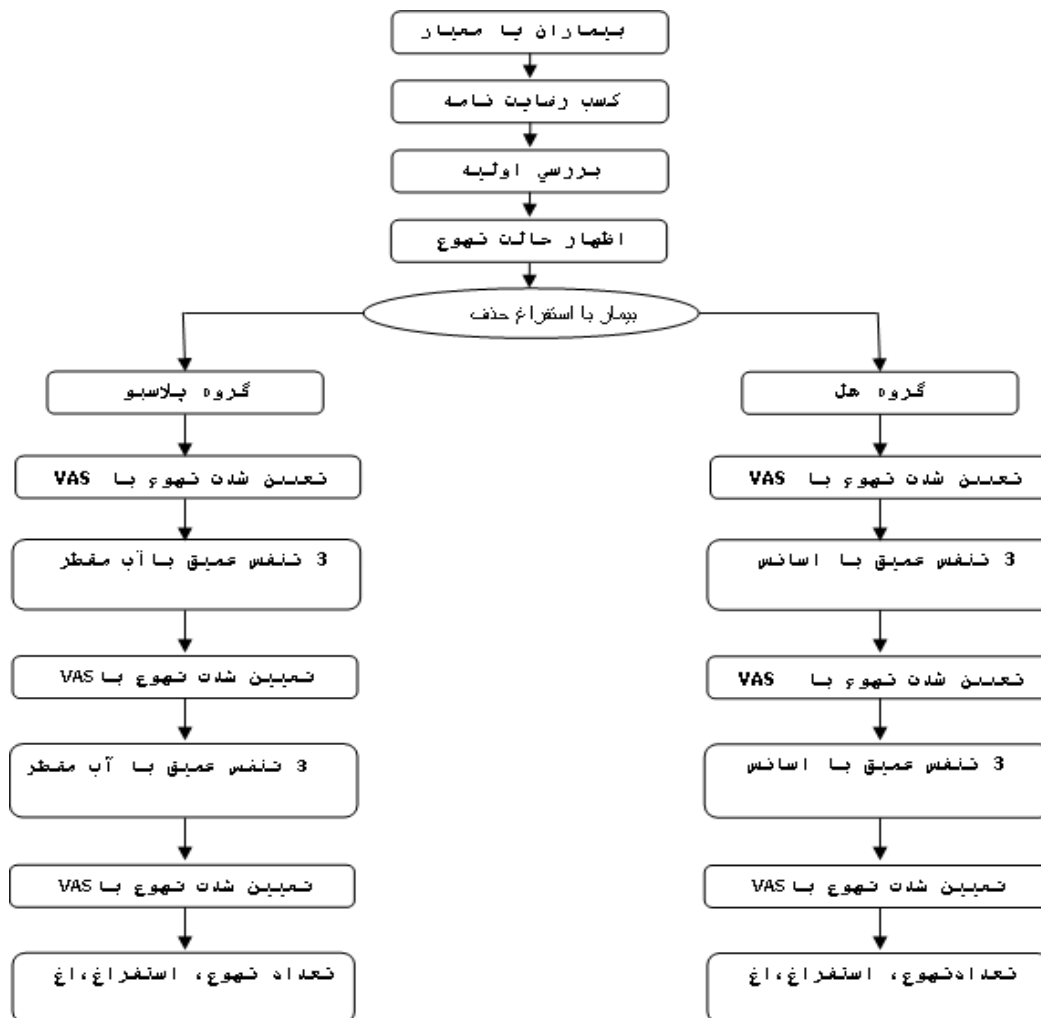 بیماران با معیار
کسب رضایت نامه
بررسي اولیه
اظهار حالت تهوع
بیمار با استفراغ حذف
گروه پلاسبو
گروه هل
تعیین شدت تهوع با VAS
تعیین شدت تهوع با VAS
3 تنفس عمیق با آب مقطر
3 تنفس عمیق با اسانس
تعیین شدت تهوع با VAS
تعیین شدت تهوع با VAS
3 تنفس عمیق با آب مقطر
3 تنفس عمیق با اسانس
تعیین شدت تهوع با VAS
تعیین شدت تهوع با VAS
تعداد تهوع، استفراغ،اغ
تعدادتهوع، استفراغ،اغ